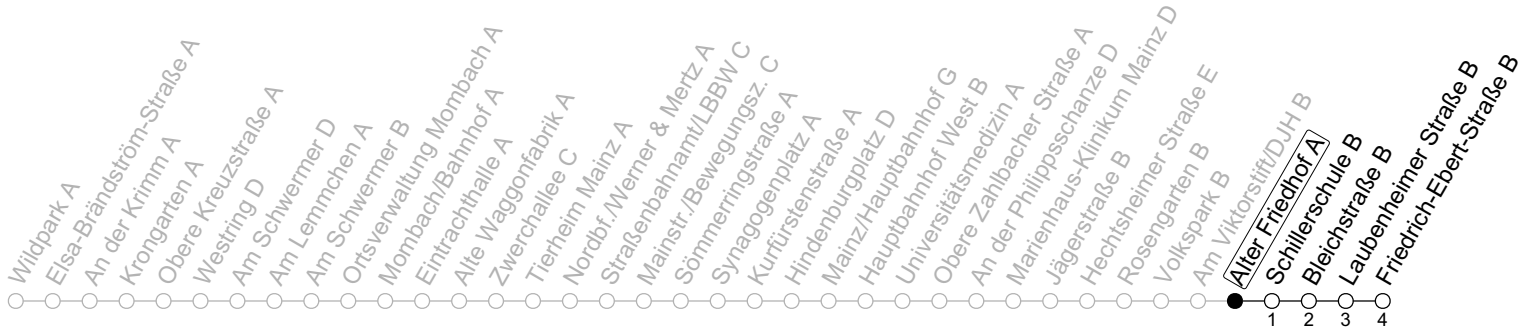 Wildpark A
Elsa-Brändström-Straße A
An der Krimm A
Krongarten A
Obere Kreuzstraße A
Westring D
Am Schwermer D
Am Lemmchen A
Am Schwermer B
Ortsverwaltung Mombach A
Mombach/Bahnhof A
Eintrachthalle A
Alte Waggonfabrik A
Zwerchallee C
Tierheim Mainz A
Nordbf./Werner & Mertz A
Straßenbahnamt/LBBW C
Mainstr./Bewegungsz. C
Sömmerringstraße A
Synagogenplatz A
Kurfürstenstraße A
Hindenburgplatz D
Mainz/Hauptbahnhof G
Hauptbahnhof West B
Universitätsmedizin A
Obere Zahlbacher Straße A
An der Philippsschanze D
Marienhaus-Klinikum Mainz D
Jägerstraße B
Hechtsheimer Straße E
Rosengarten B
Volkspark B
Am Viktorstift/DJH B
Alter Friedhof A
Schillerschule B
Bleichstraße B
Laubenheimer Straße B
Friedrich-Ebert-Straße B
1 2 3 4